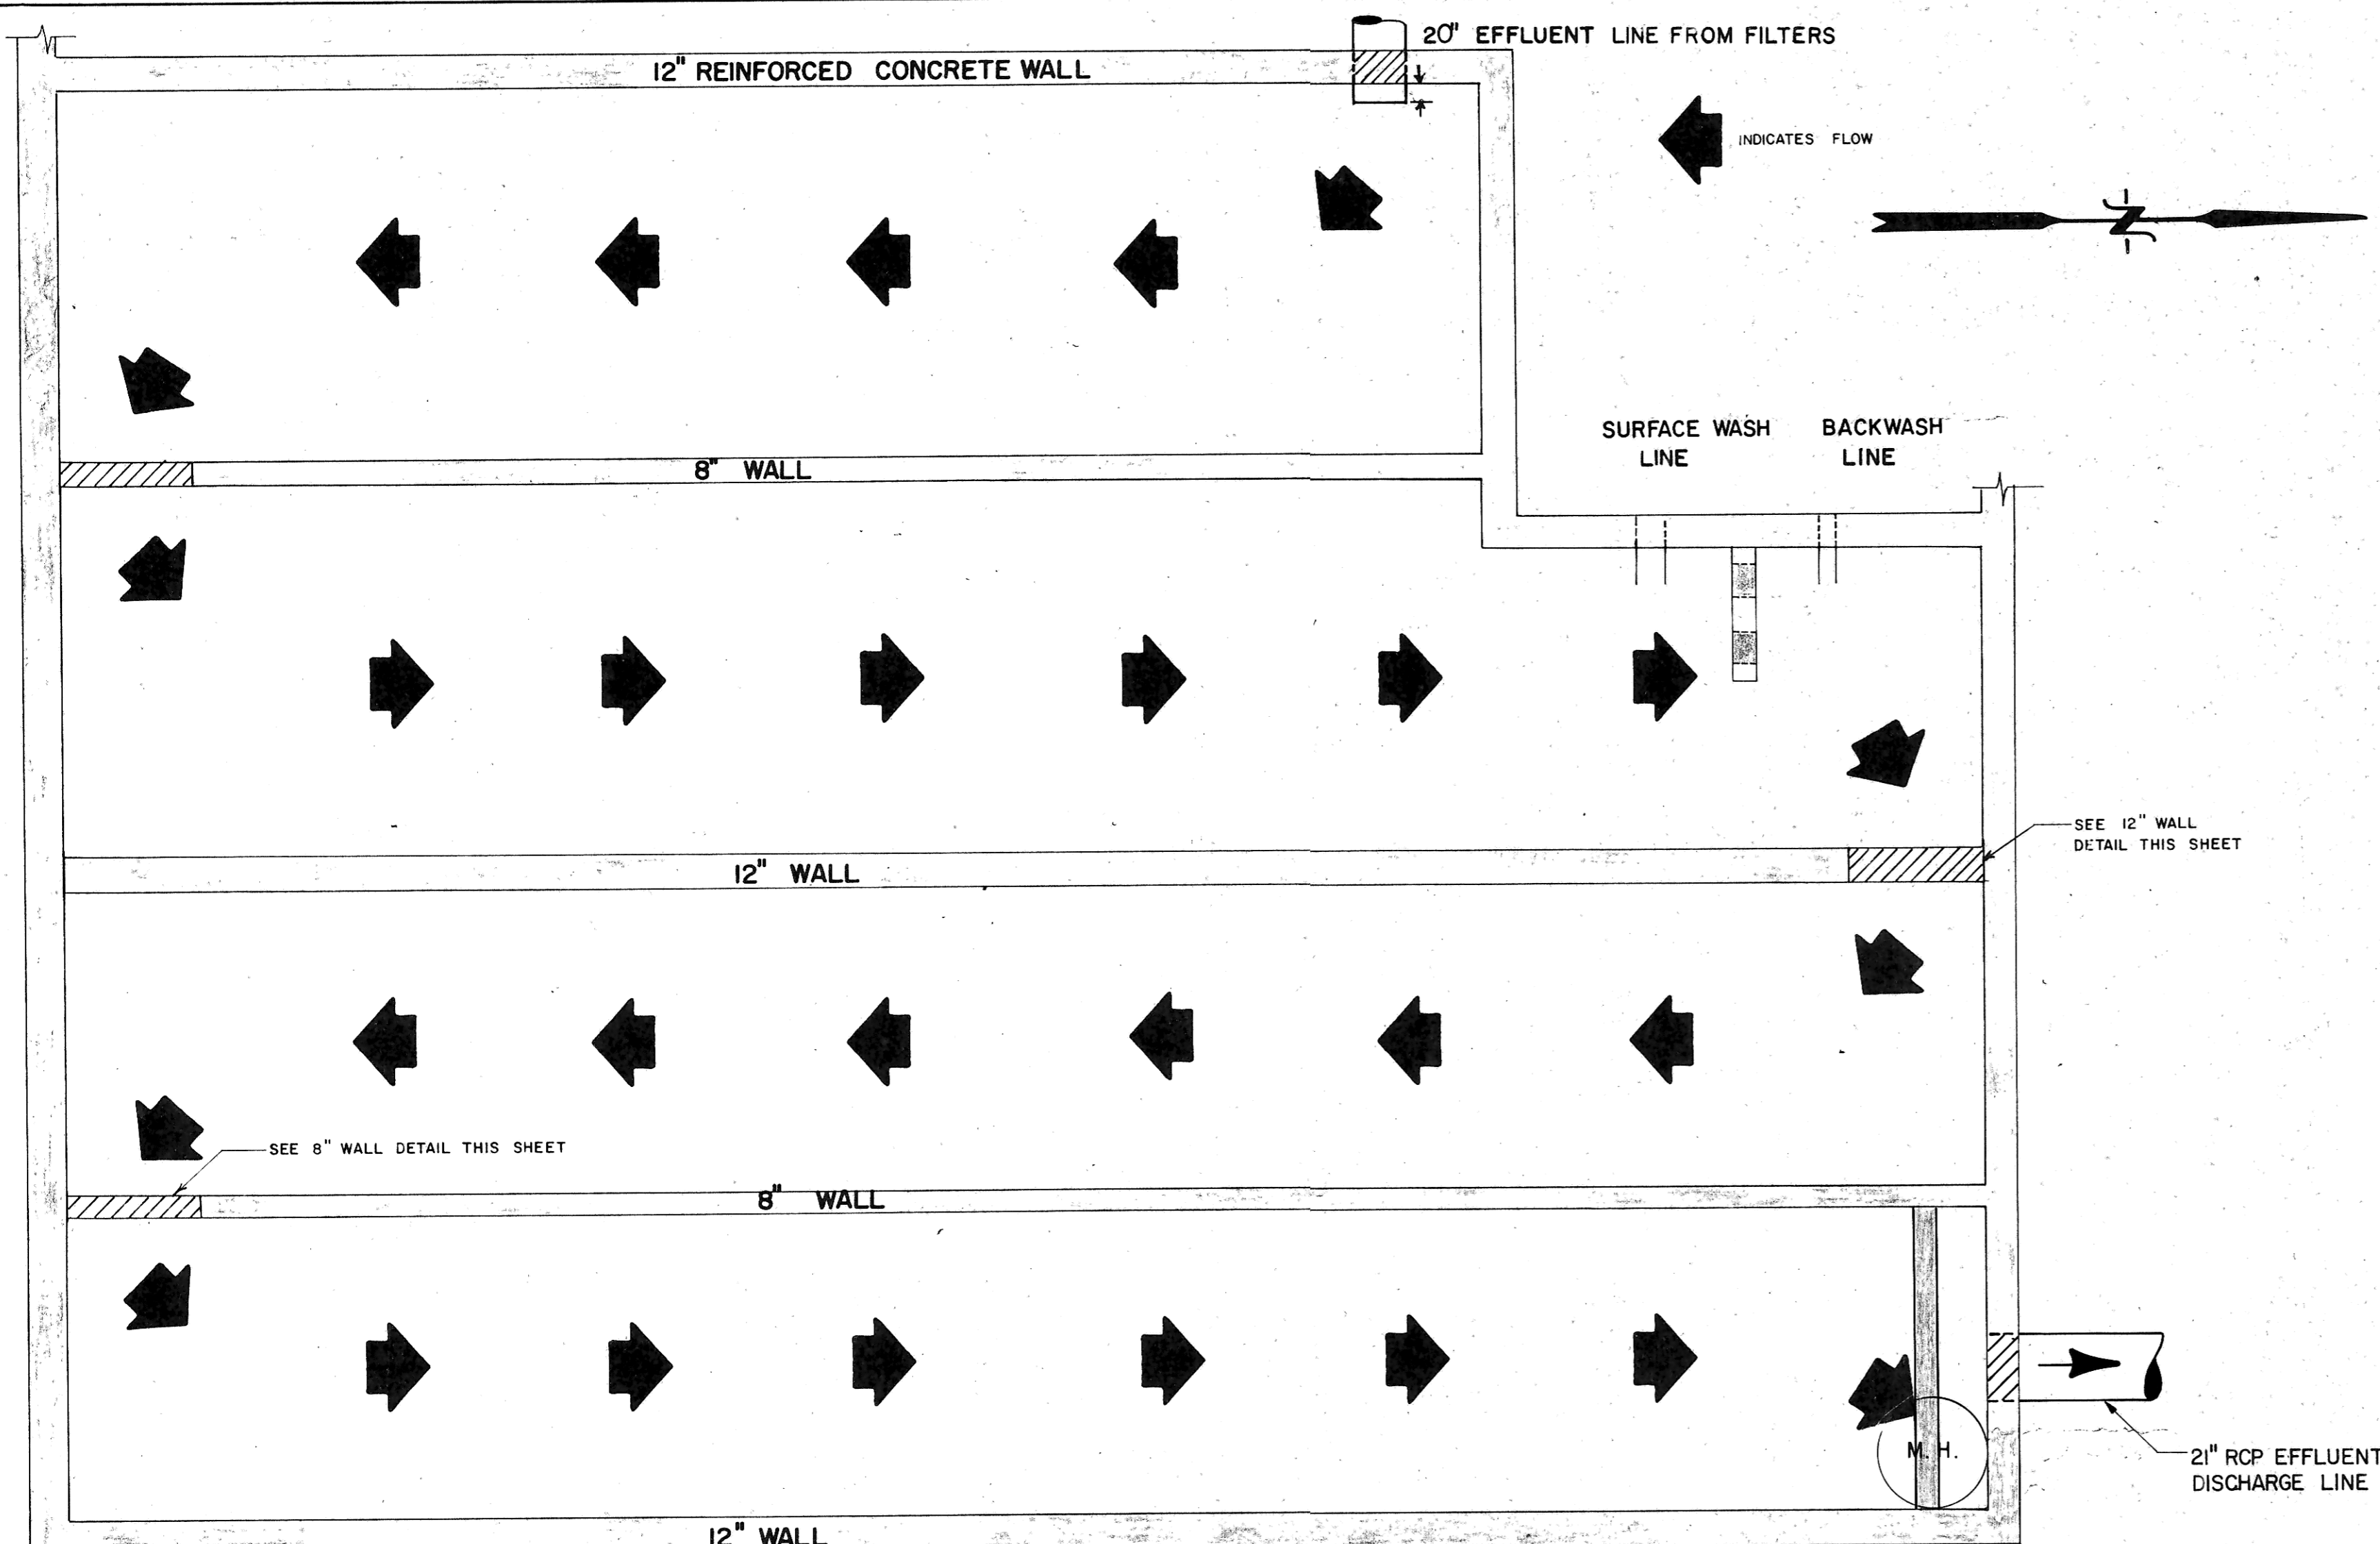 20" EFFLUENT LINE FROM FILTERS
12" REINFORCED CONCRETE WALL
INDICATES FLOW
N
SURFACE WASH
LINE
BACKWASH
LINE
8" WALL
SEE 12" WALL
DETAIL THIS SHEET
12" WALL
SEE 8" WALL DETAIL THIS SHEET
8" WALL
M.H.
21" RCP EFFLUENT
DISCHARGE LINE
12" WALL